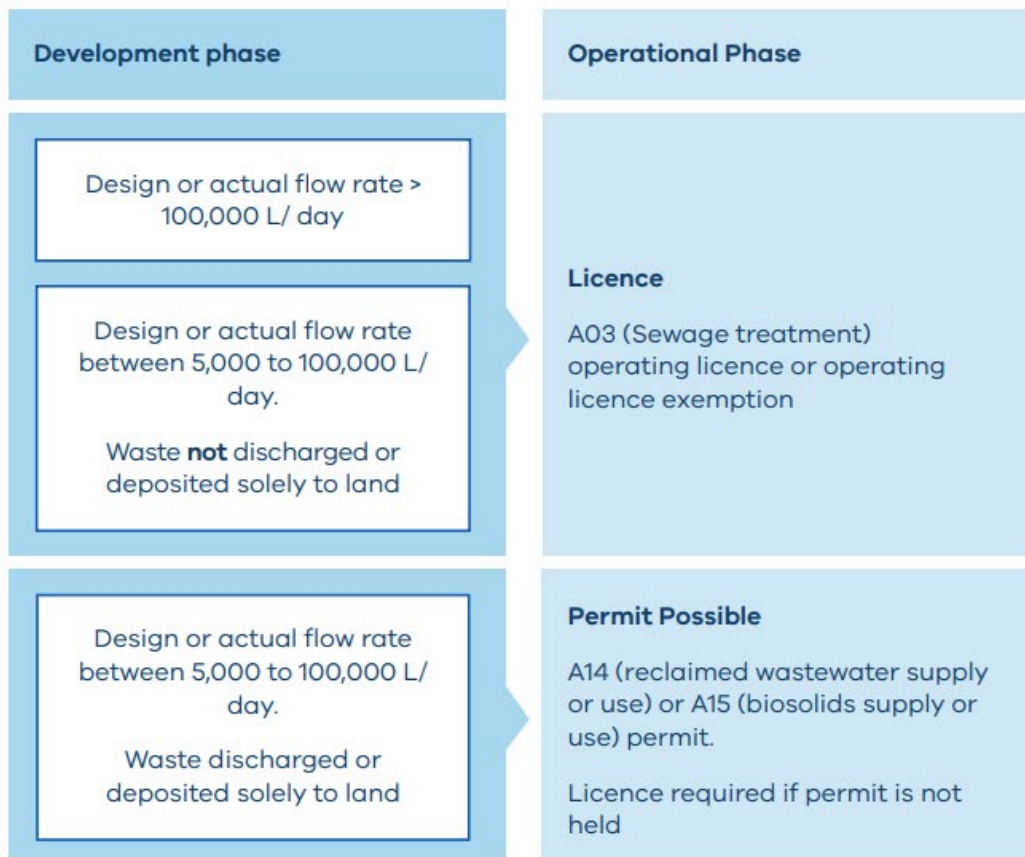 Development phase
Operational Phase
Design or actual flow rate >
100,000 L/ day
Design or actual flow rate
between 5,000 to 100,000 L/
day.
Waste not discharged or
deposited solely to land
Licence
A03 (Sewage treatment)
operating licence or operating
licence exemption
Design or actual flow rate
between 5,000 to 100,000 L/
day.
Waste discharged or
deposited solely to land
Permit Possible
A14 (reclaimed wastewater supply
or use) or A15 (biosolids supply or
use) permit.
Licence required if permit is not
held